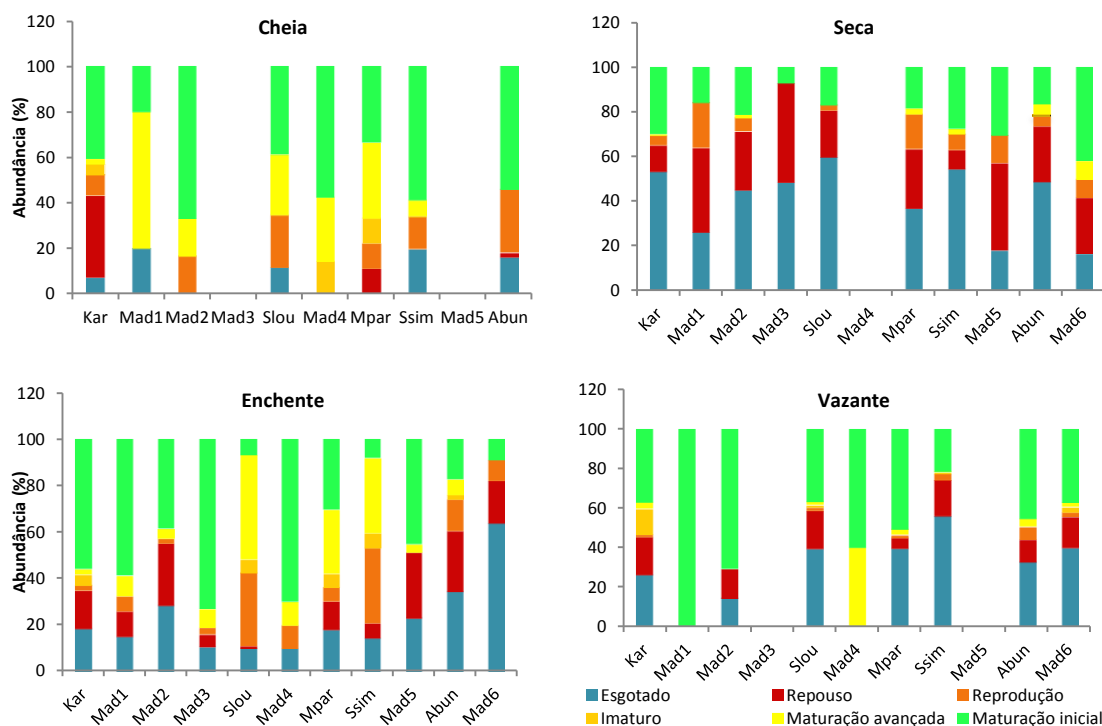 Cheia
Abundância (%)
120
100
80
60
40
20
0
Kar Mad1 Mad2 Mad3 Slou Mad4 Mpar Ssim Mad5 Abun
Seca
120
100
80
60
40
20
0
Kar Mad1 Mad2 Mad3 Slou Mad4 Mpar Ssim Mad5 Abun Mad6
Enchente
Abundância (%)
120
100
80
60
40
20
0
Kar Mad1 Mad2 Mad3 Slou Mad4 Mpar Ssim Mad5 Abun Mad6
Vazante
120
100
80
60
40
20
0
Kar Mad1 Mad2 Mad3 Slou Mad4 Mpar Ssim Mad5 Abun Mad6
Esgotado Repouso Reprodução
Imaturo Maturação avançada Maturação inicial